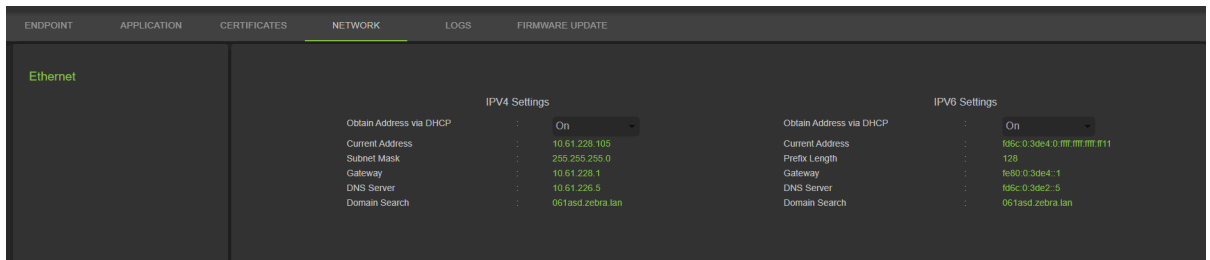 ENDPOINT APPLICATION CERTIFICATES NETWORK LOGS FIRMWARE UPDATE
Ethernet
IPV4 Settings
Obtain Address via DHCP : On
Current Address : 10.61.228.105
Subnet Mask : 255.255.255.0
Gateway : 10.61.228.1
DNS Server : 10.61.226.5
Domain Search : 061asd.zebra.lan
IPV6 Settings
Obtain Address via DHCP : On
Current Address : fd6c:0:3de4:0:ffff:ffff:ffff:ff11
Prefix Length : 128
Gateway : fe60:0:3de4::1
DNS Server : fd6c:0:3de2::5
Domain Search : 061asd.zebra.lan